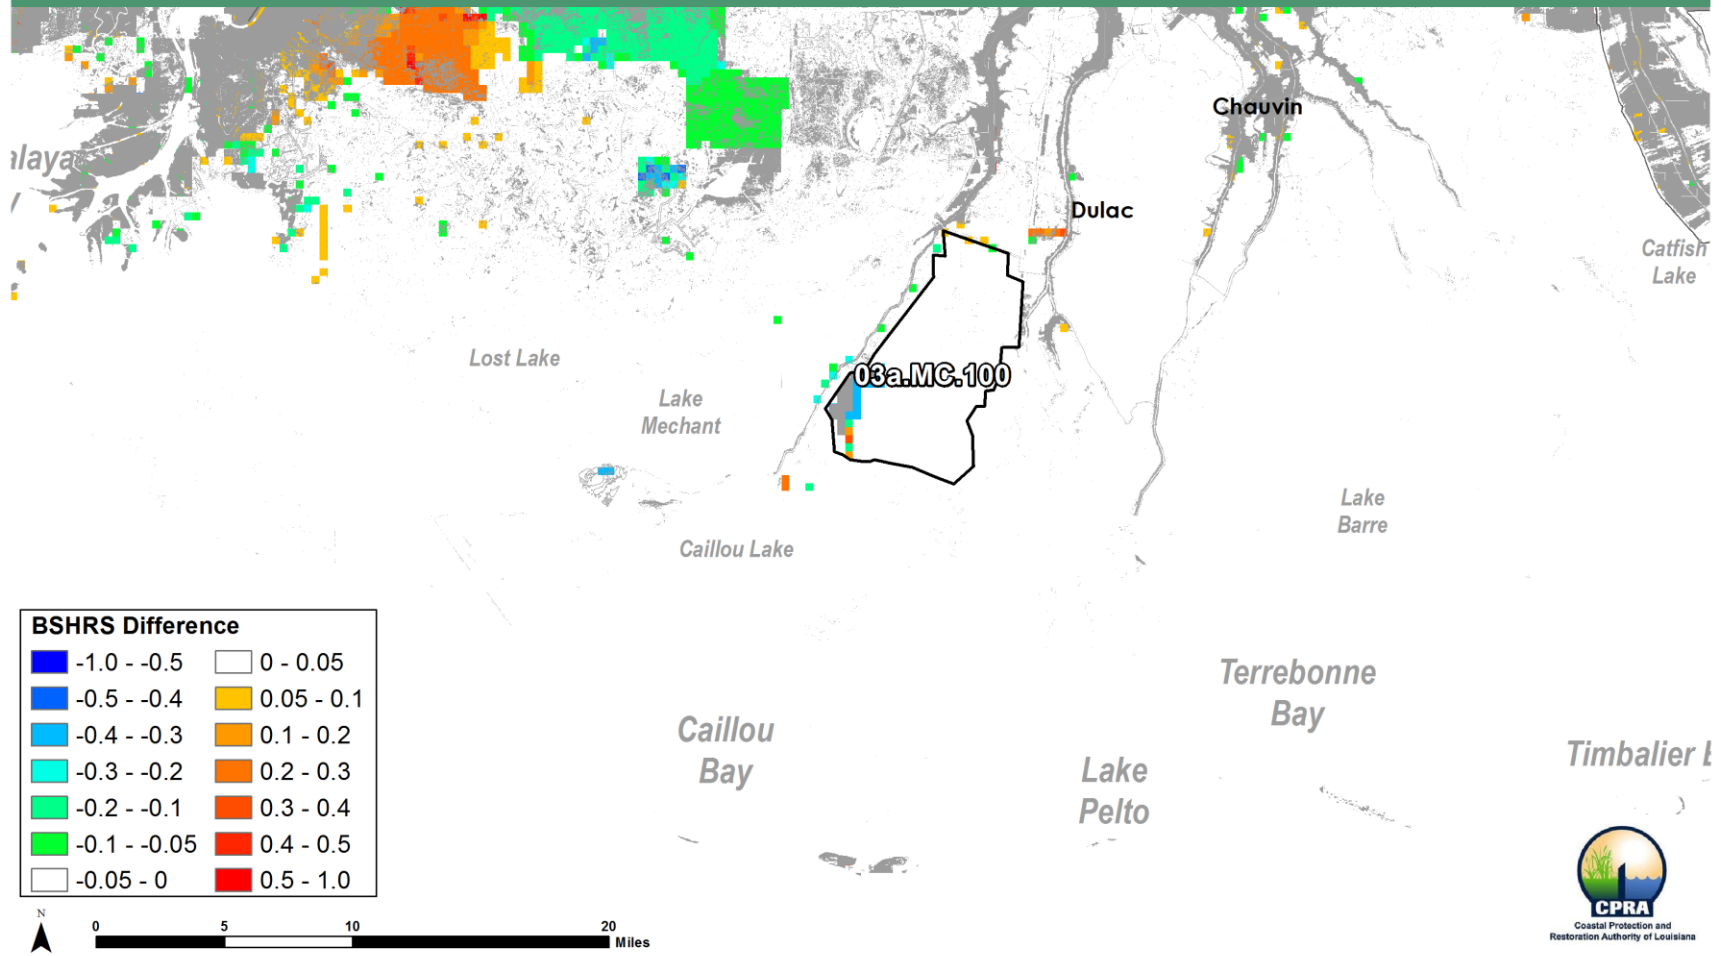 Chauvin
alaya
Dulac
Catfish
Lake
Lost Lake
03a.MC.100
Lake
Mechant
Lake
Barre
Caillou Lake
BSHRS Difference
-1.0 - -0.5
0 - 0.05
-0.5 - -0.4
0.05 - 0.1
-0.4 - -0.3
0.1 - 0.2
-0.3 - -0.2
0.2 - 0.3
-0.2 - -0.1
0.3 - 0.4
-0.1 - -0.05
0.4 - 0.5
-0.05 - 0
0.5 - 1.0
Terrebonne
Bay
Caillou
Bay
Timbalier B
Lake
Pelto
CPRA
Coastal Protection and
Restoration Authority of Louisiana
N
0 5 10 20
Miles